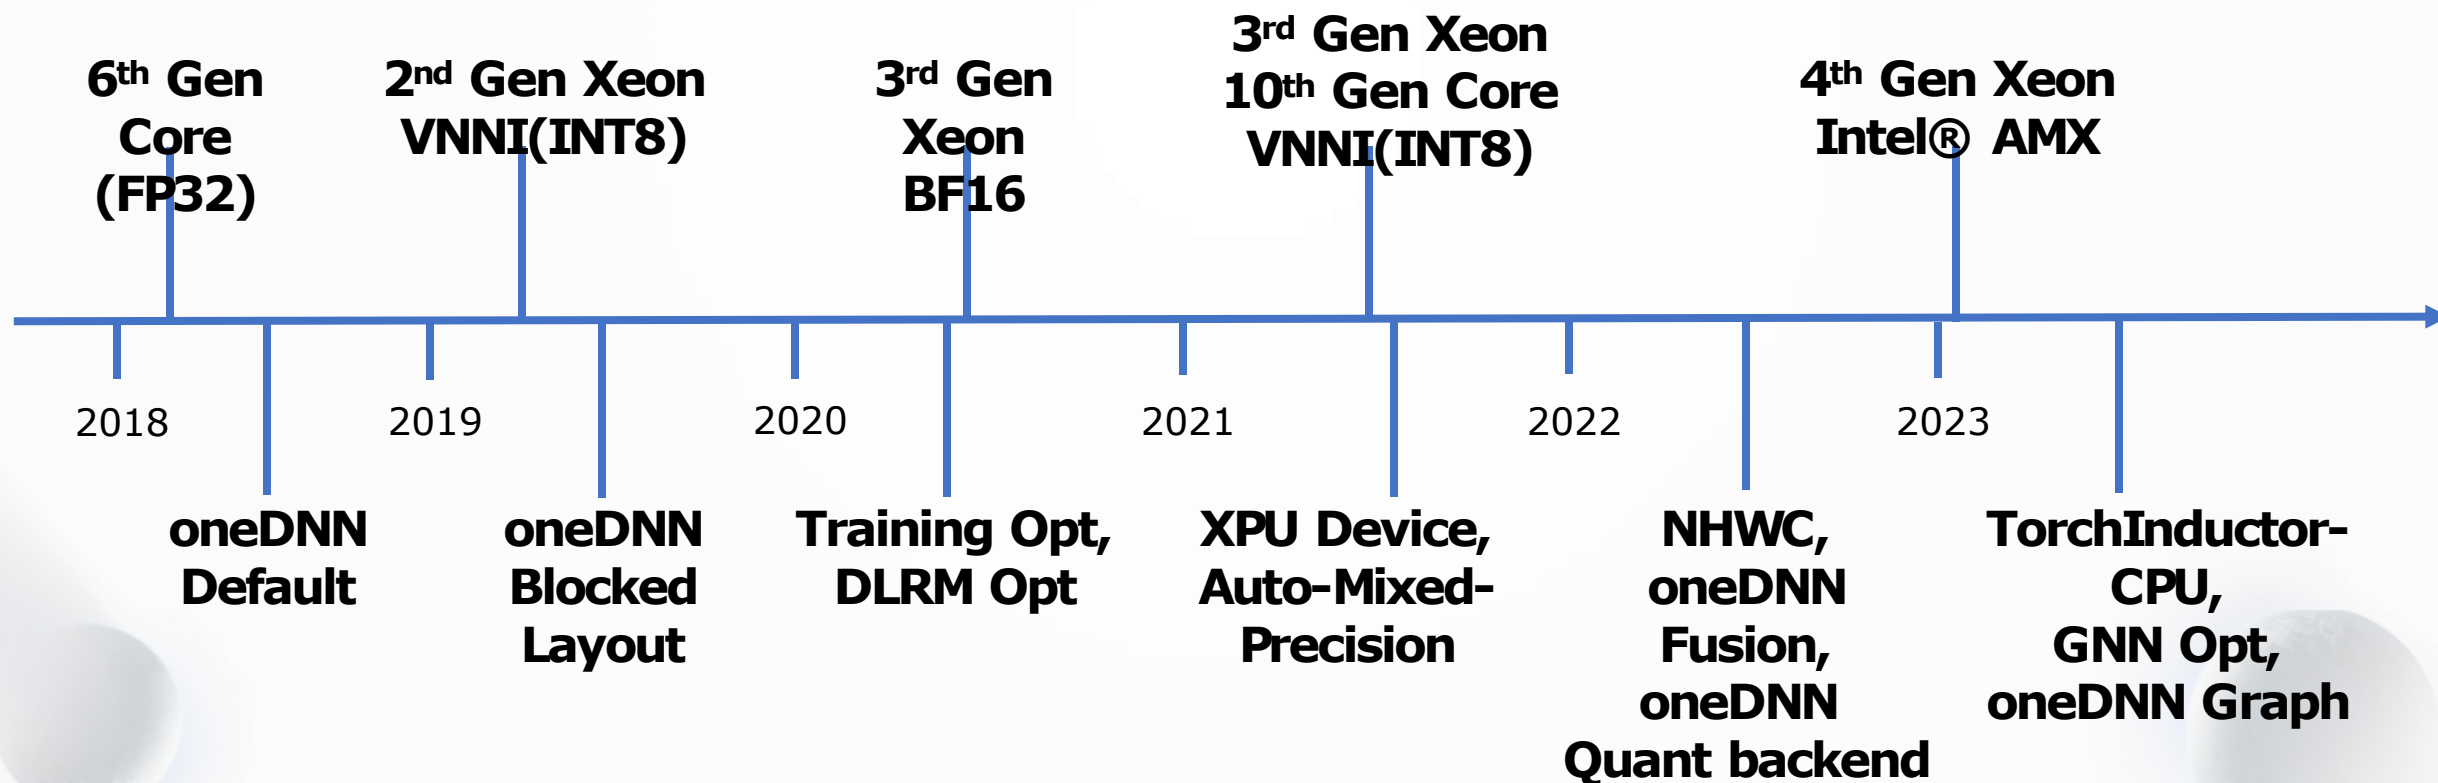 6th Gen
Core
(FP32)
2nd Gen Xeon
VNNI(INT8)
3rd Gen
Xeon
BF16
3rd Gen Xeon
10th Gen Core
VNNI(INT8)
4th Gen Xeon
Intel® AMX
2018
2019
2020
2021
2022
2023
oneDNN
Default
oneDNN
Blocked
Layout
Training Opt,
DLRM Opt
XPU Device,
Auto-Mixed-
Precision
NHWC,
oneDNN
Fusion,
oneDNN
Quant backend
TorchInductor-
CPU,
GNN Opt,
oneDNN Graph